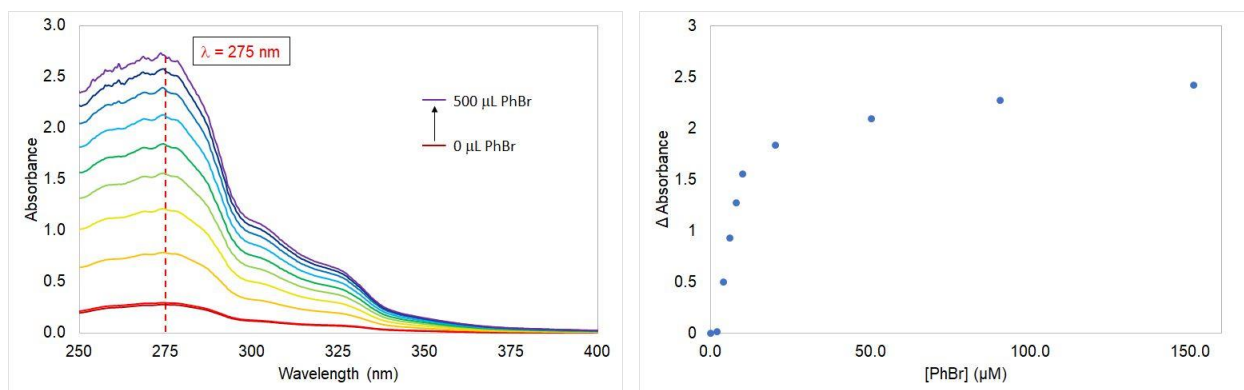 3.0
2.5
2.0
1.5
1.0
0.5
0.0
Absorbance
λ = 275 nm
500 µL PhBr
0 µL PhBr
250 275 300 325 350 375 400
Wavelength (nm)
3
2.5
2
1.5
1
0.5
0
Δ Absorbance
0.0 50.0 100.0 150.0
[PhBr] (µM)